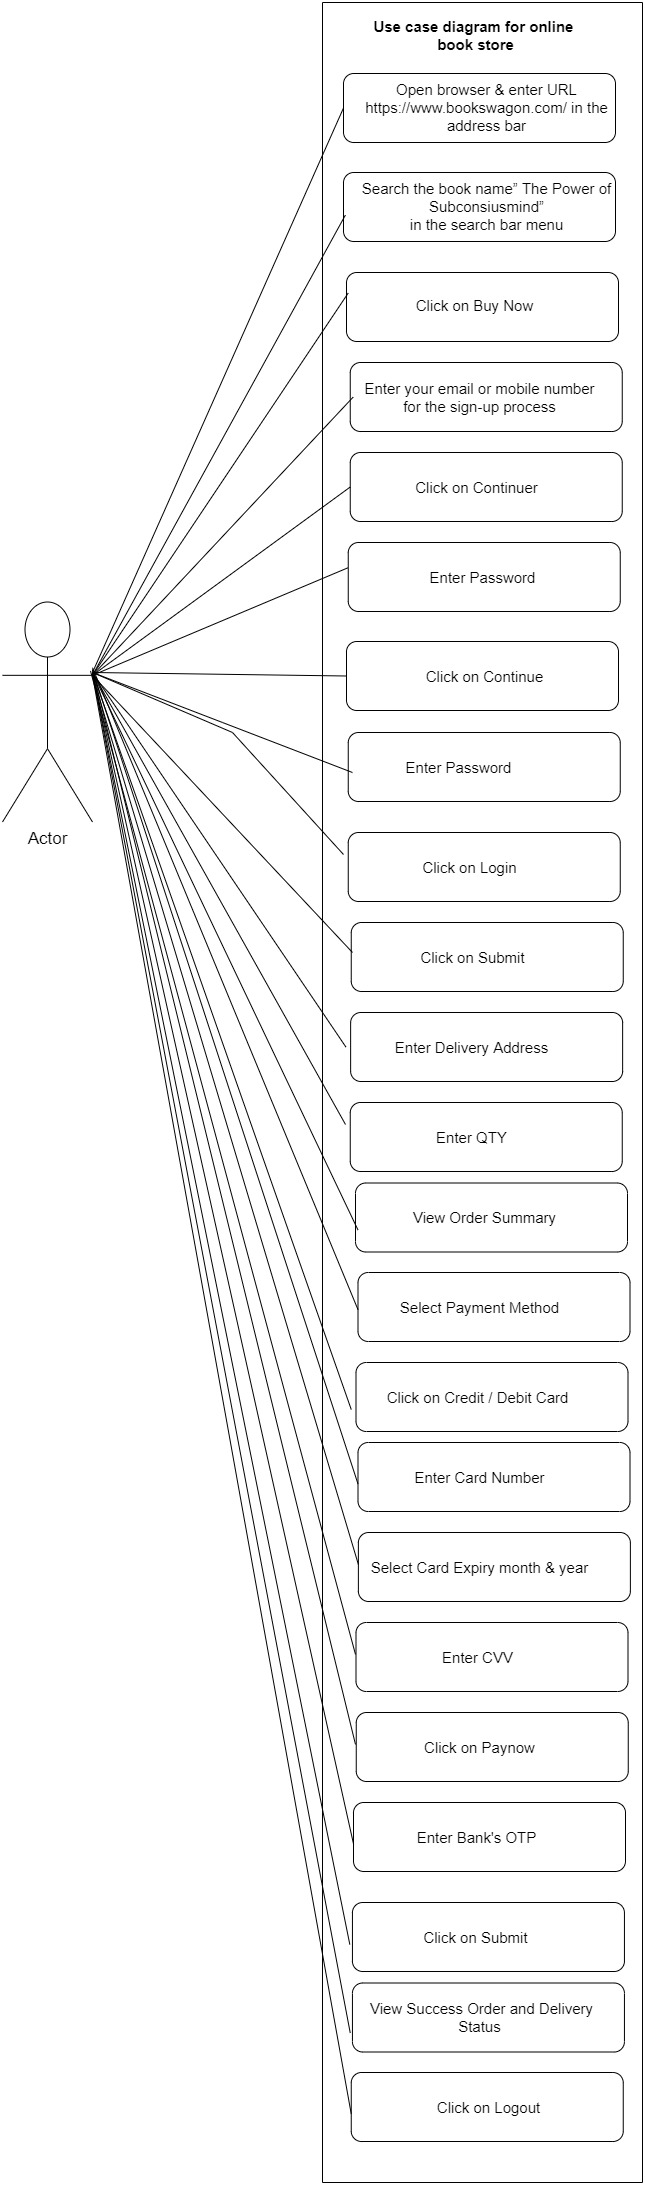 Use case diagram for online
book store
Open browser & enter URL
https://www.bookswagon.com/ in the
address bar
Search the book name” The Power of
Subconsiusmind”
in the search bar menu
Click on Buy Now
Enter your email or mobile number
for the sign-up process
Click on Continuer
Enter Password
Click on Continue
Enter Password
Actor
Click on Login
Click on Submit
Enter Delivery Address
Enter QTY
View Order Summary
Select Payment Method
Click on Credit / Debit Card
Enter Card Number
Select Card Expiry month & year
Enter CVV
Click on Paynow
Enter Bank's OTP
Click on Submit
View Success Order and Delivery
Status
Click on Logout